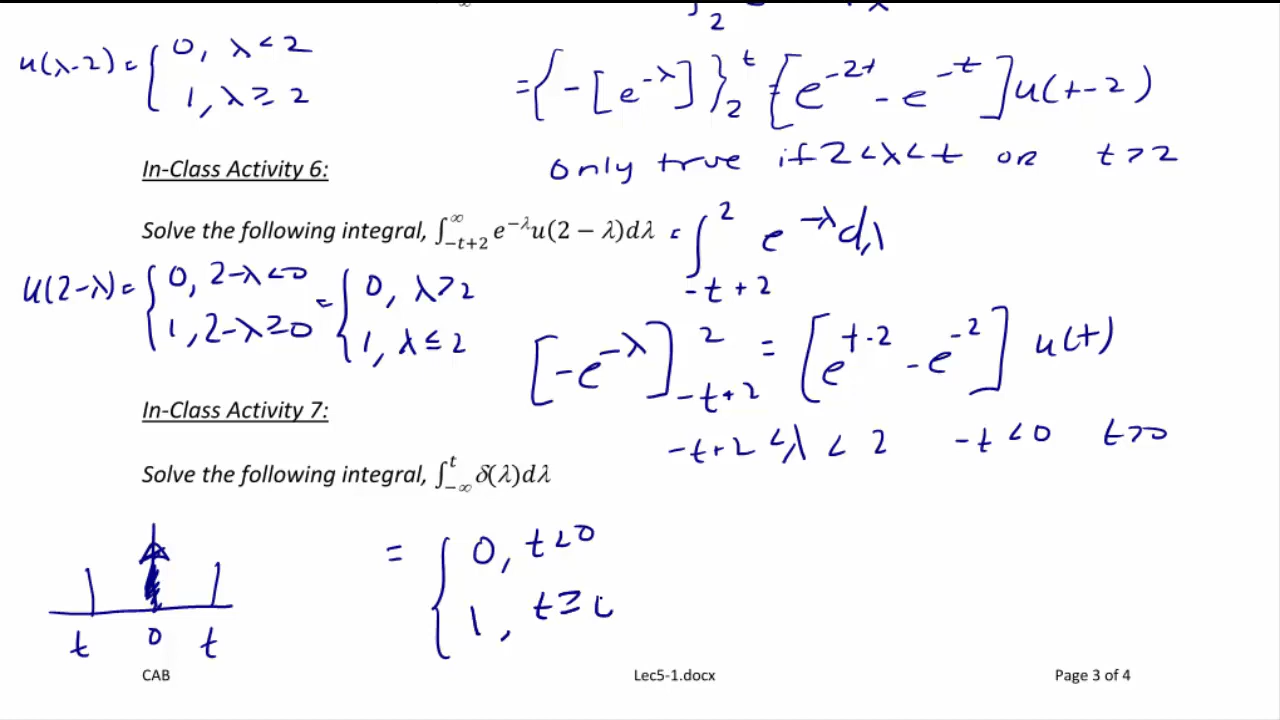 2
u(λ-2) = { 0, λ < 2
1, λ ≥ 2
= { -[e^{-λ}] }_2^t = [e^{-2t} - e^{-t}] u(t-2)
only true if 2 < λ < t or t > 2
In-Class Activity 6:
Solve the following integral, ∫_{-t+2}^{∞} e^{-λ}u(2 − λ)dλ = ∫_{-t+2}^{2} e^{-λ} dλ
u(2-λ) = { 0, 2-λ<0 = { 0, λ>2
1, 2-λ≥0 1, λ≤2
[-e^{-λ}]_{-t+2}^{2} = [e^{t-2} - e^{-2}] u(t)
In-Class Activity 7:
-t+2 < λ < 2 -t < 0 t>0
Solve the following integral, ∫_{-∞}^{t} δ(λ)dλ
= { 0, t<0
1, t ≥
t 0 t
CAB Lec5-1.docx Page 3 of 4